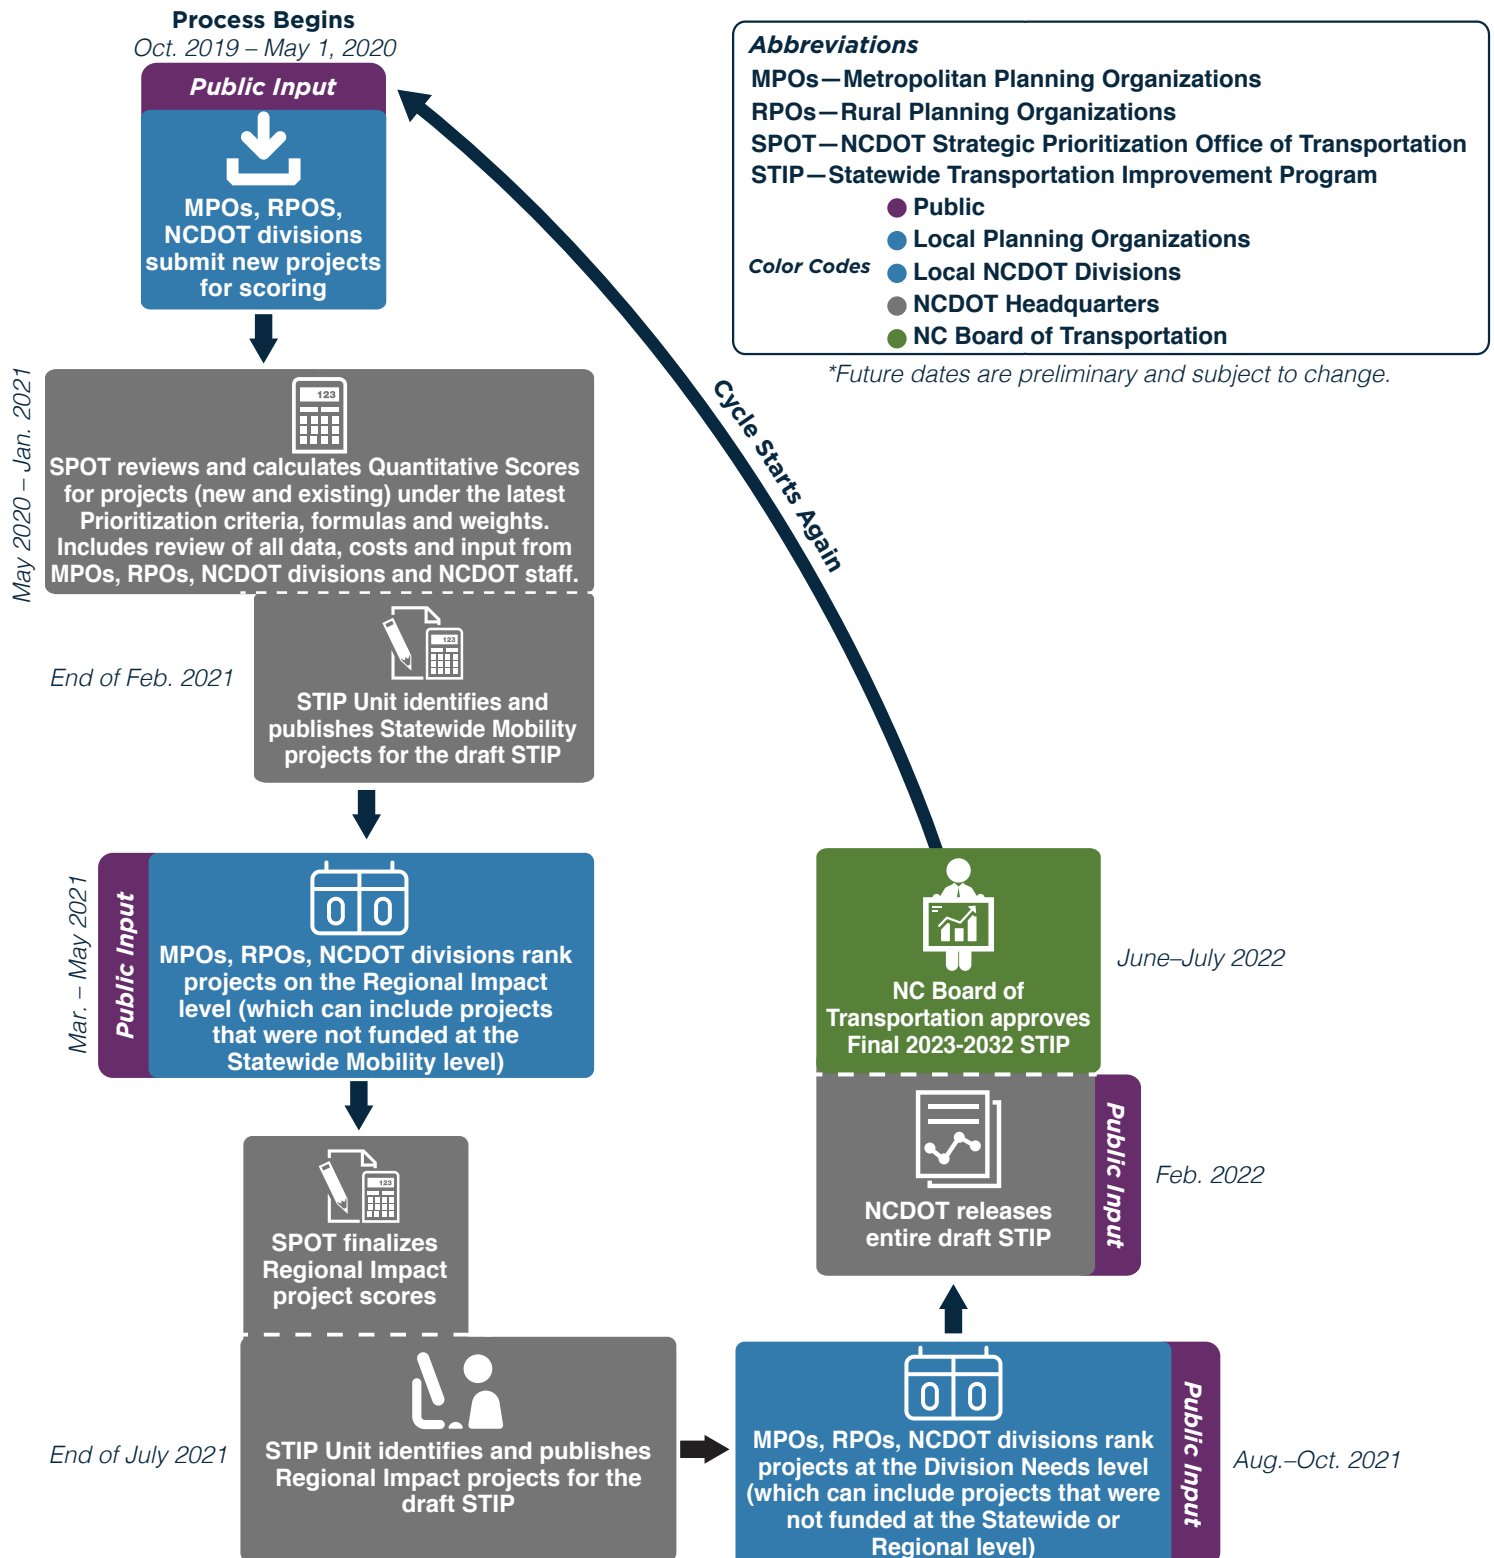 Process Begins
Oct. 2019 – May 1, 2020
Public Input
MPOs, RPOS,
NCDOT divisions
submit new projects
for scoring
Abbreviations
MPOs—Metropolitan Planning Organizations
RPOs—Rural Planning Organizations
SPOT—NCDOT Strategic Prioritization Office of Transportation
STIP—Statewide Transportation Improvement Program
Color Codes
Public
Local Planning Organizations
Local NCDOT Divisions
NCDOT Headquarters
NC Board of Transportation
*Future dates are preliminary and subject to change.
Cycle Starts Again
May 2020 – Jan. 2021
123
SPOT reviews and calculates Quantitative Scores
for projects (new and existing) under the latest
Prioritization criteria, formulas and weights.
Includes review of all data, costs and input from
MPOs, RPOs, NCDOT divisions and NCDOT staff.
End of Feb. 2021
123
STIP Unit identifies and
publishes Statewide Mobility
projects for the draft STIP
Mar. – May 2021
Public Input
0 0
MPOs, RPOs, NCDOT divisions rank
projects on the Regional Impact
level (which can include projects
that were not funded at the
Statewide Mobility level)
123
SPOT finalizes
Regional Impact
project scores
End of July 2021
STIP Unit identifies and publishes
Regional Impact projects for the
draft STIP
0 0
MPOs, RPOs, NCDOT divisions rank
projects at the Division Needs level
(which can include projects that were
not funded at the Statewide or
Regional level)
Public Input
Aug.–Oct. 2021
NCDOT releases
entire draft STIP
Public Input
Feb. 2022
NC Board of
Transportation approves
Final 2023-2032 STIP
June–July 2022